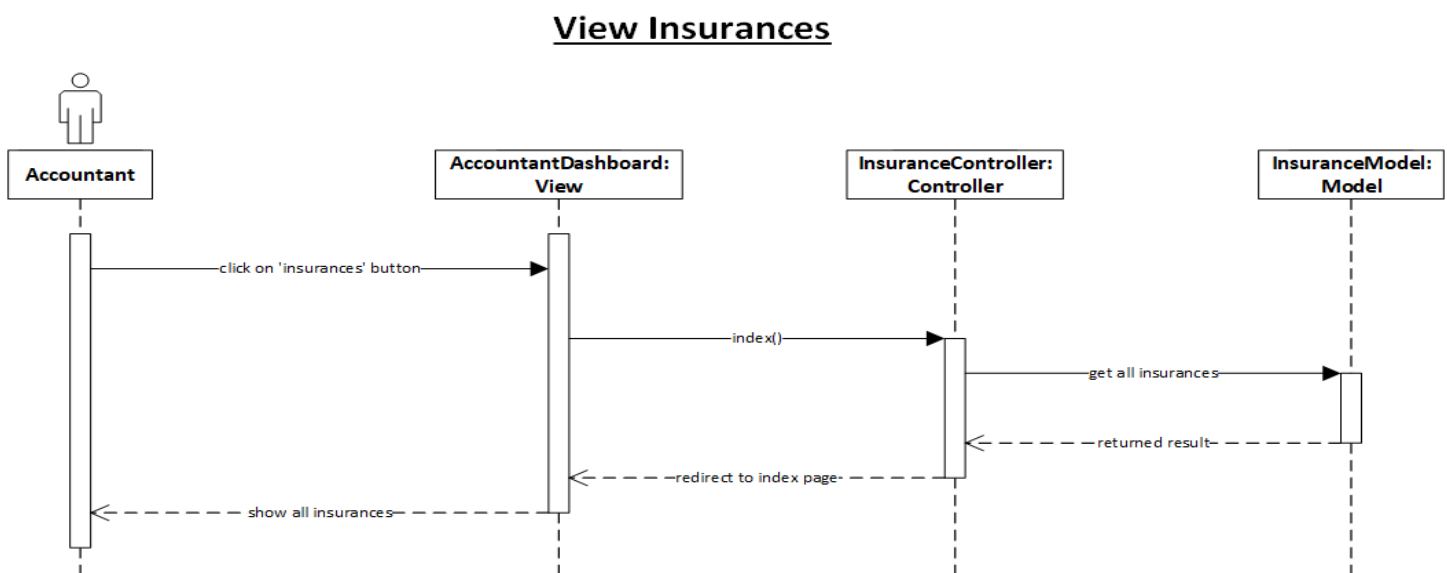 View Insurances
Accountant
AccountantDashboard:
View
InsuranceController:
Controller
InsuranceModel:
Model
click on 'insurances' button
index()
get all insurances
returned result
redirect to index page
show all insurances